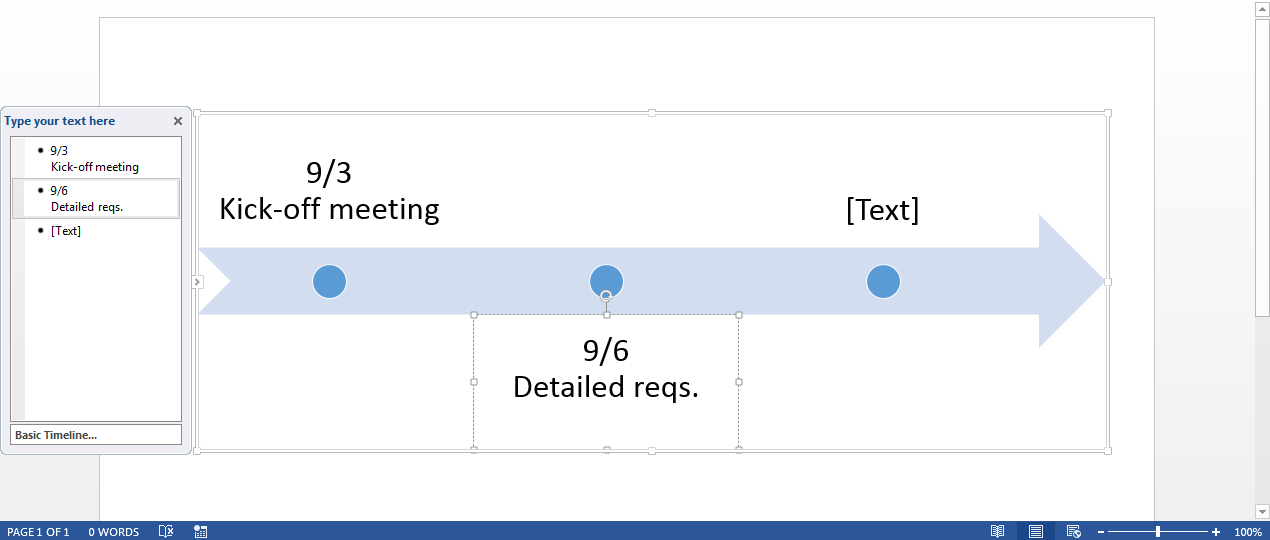 Type your text here
9/3
Kick-off meeting
9/6
Detailed reqs.
[Text]
Basic Timeline...
9/3
Kick-off meeting
[Text]
9/6
Detailed reqs.
PAGE 1 OF 1 0 WORDS 100%